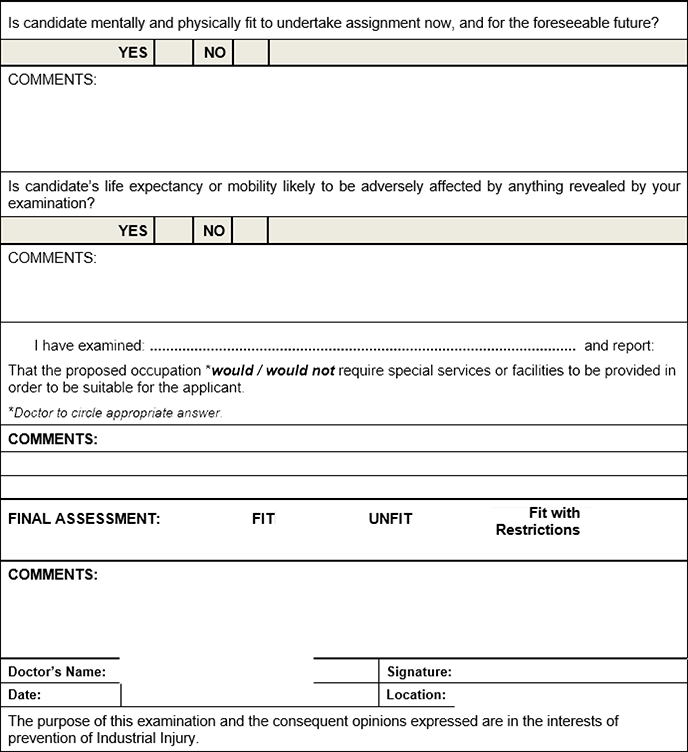 Is candidate mentally and physically fit to undertake assignment now, and for the foreseeable future?
YES NO
COMMENTS:
Is candidate's life expectancy or mobility likely to be adversely affected by anything revealed by your
examination?
YES NO
COMMENTS:
I have examined: ........................................................................................................ and report:
That the proposed occupation *would / would not require special services or facilities to be provided in
order to be suitable for the applicant.
*Doctor to circle appropriate answer.
COMMENTS:
FINAL ASSESSMENT: FIT UNFIT Fit with
Restrictions
COMMENTS:
Doctor's Name: Signature:
Date: Location:
The purpose of this examination and the consequent opinions expressed are in the interests of
prevention of Industrial Injury.